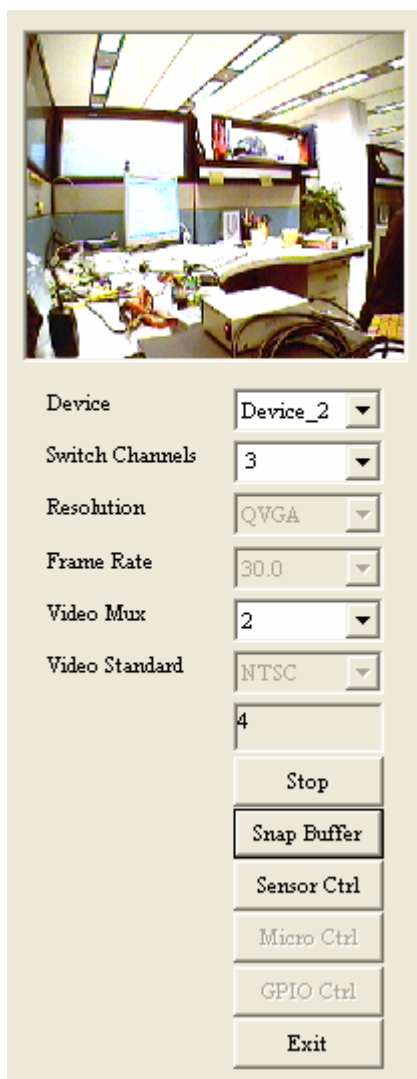 Device Device_2
Switch Channels 3
Resolution QVGA
Frame Rate 30.0
Video Mux 2
Video Standard NTSC
4
Stop
Snap Buffer
Sensor Ctrl
Micro Ctrl
GPIO Ctrl
Exit